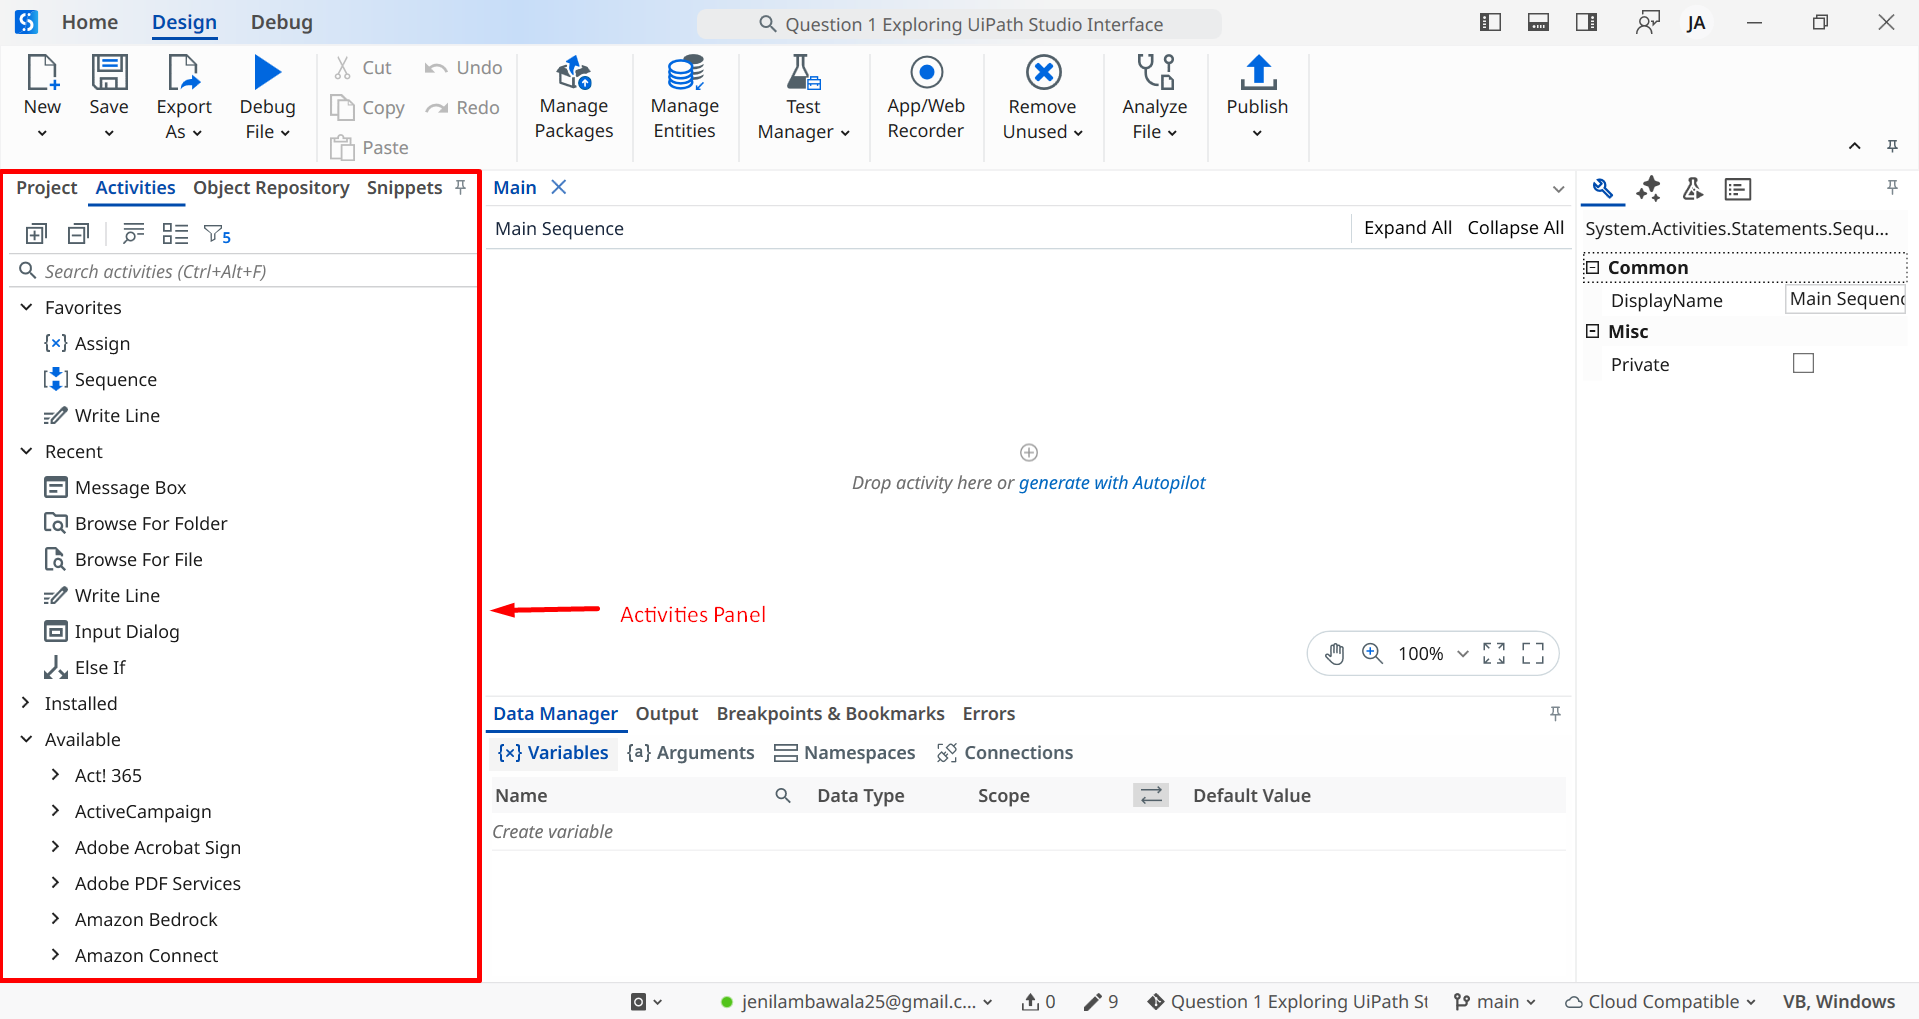 Home Design Debug
Question 1 Exploring UiPath Studio Interface
JA
New
Save
Export As
Debug File
Cut
Copy
Paste
Undo
Redo
Manage Packages
Manage Entities
Test Manager
App/Web Recorder
Remove Unused
Analyze File
Publish
Project Activities Object Repository Snippets
5
Search activities (Ctrl+Alt+F)
Favorites
Assign
Sequence
Write Line
Recent
Message Box
Browse For Folder
Browse For File
Write Line
Input Dialog
Else If
Installed
Available
Act! 365
ActiveCampaign
Adobe Acrobat Sign
Adobe PDF Services
Amazon Bedrock
Amazon Connect
Main
Main Sequence
Expand All Collapse All
Drop activity here or generate with Autopilot
Activities Panel
100%
Data Manager Output Breakpoints & Bookmarks Errors
{x} Variables {a} Arguments Namespaces Connections
Name Data Type Scope Default Value
Create variable
System.Activities.Statements.Sequ...
Common
DisplayName Main Sequenc
Misc
Private
jenilambawala25@gmail.c... 0 9 Question 1 Exploring UiPath St main Cloud Compatible VB, Windows